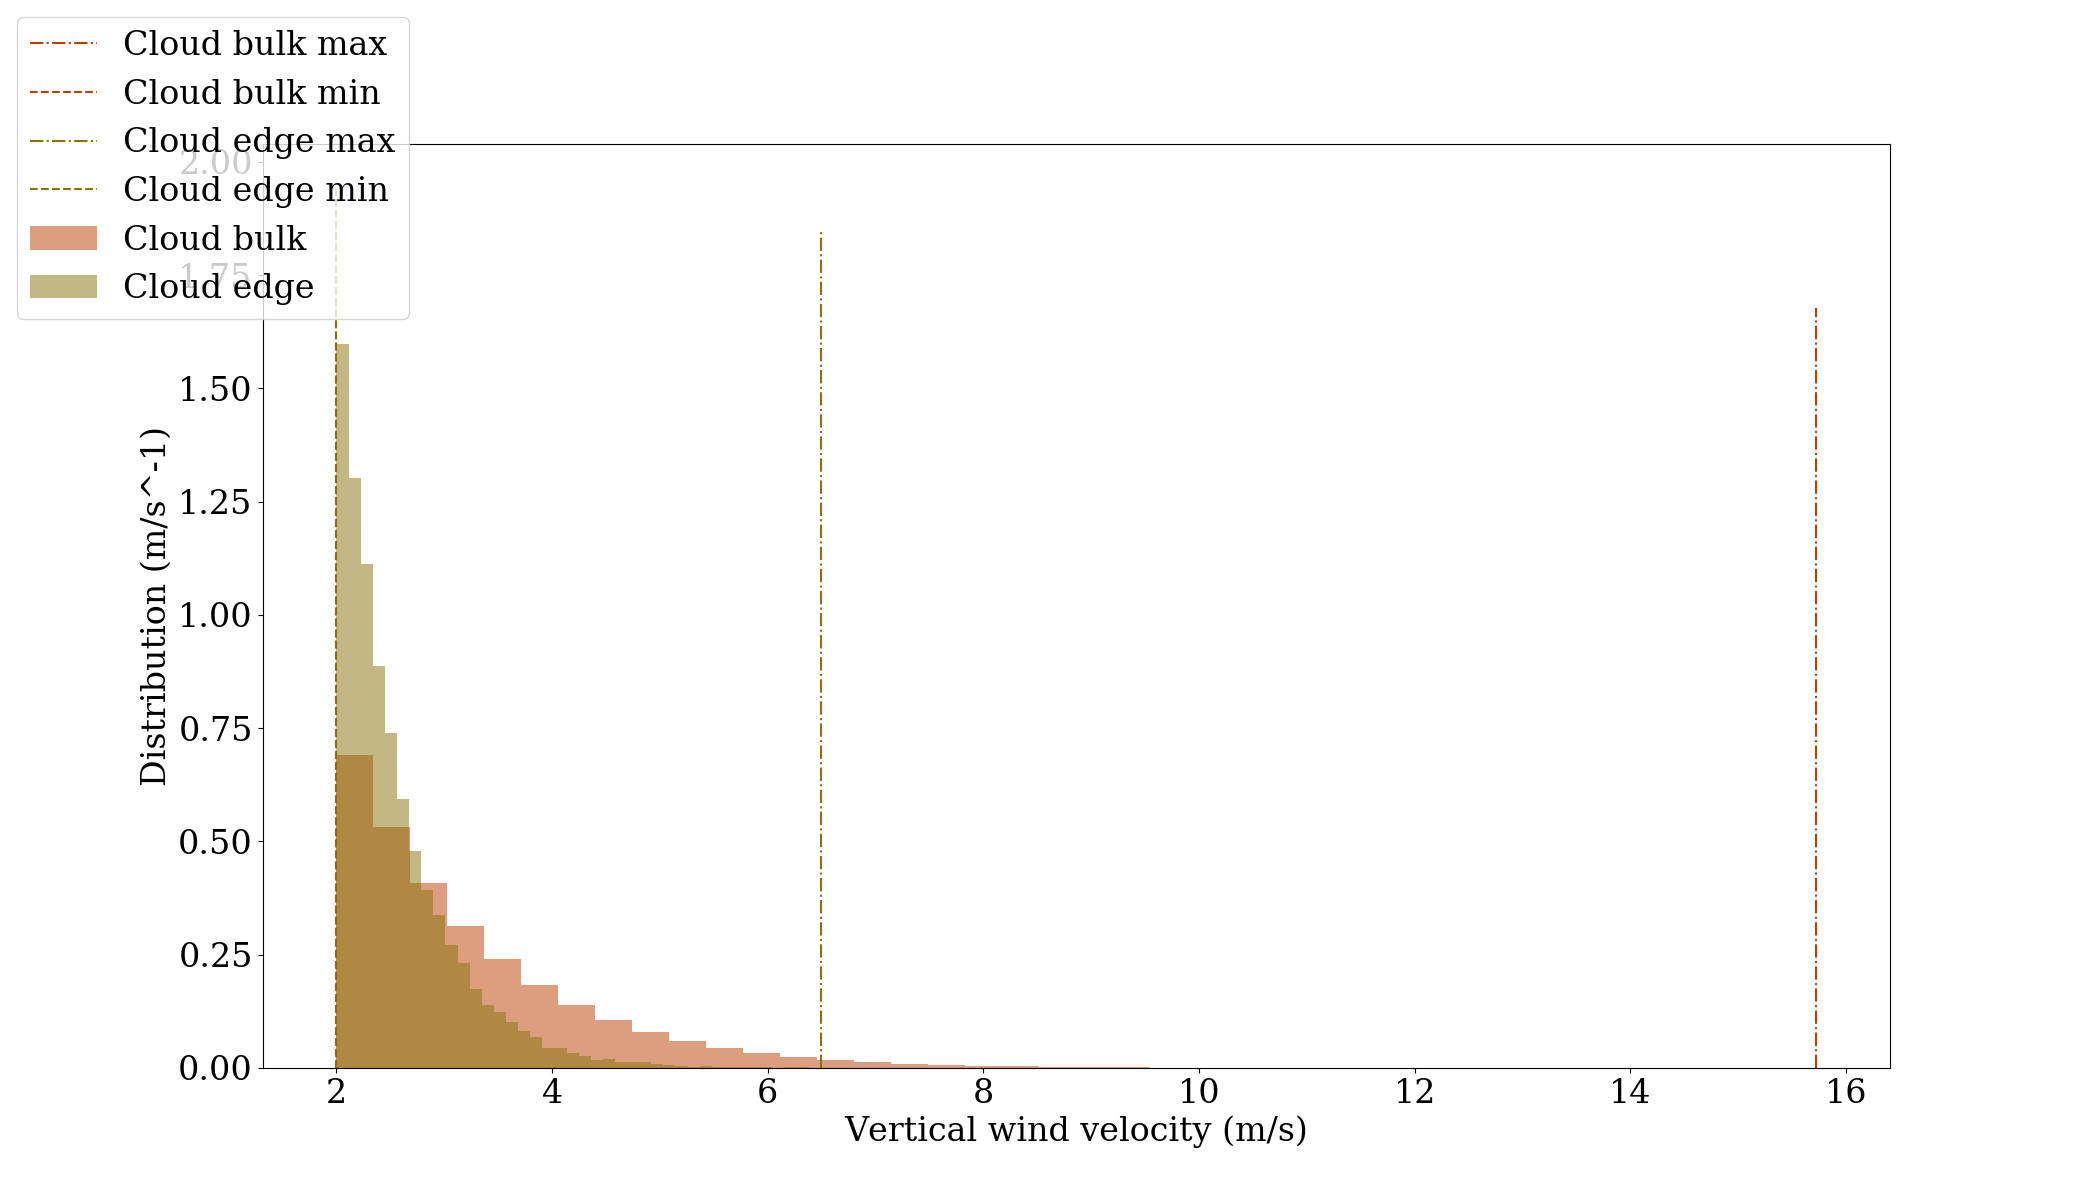 Cloud bulk max
Cloud bulk min
Cloud edge max
Cloud edge min
Cloud bulk
Cloud edge
2.00
1.75
1.50
1.25
1.00
0.75
0.50
0.25
0.00
Distribution (m/s^-1)
2 4 6 8 10 12 14 16
Vertical wind velocity (m/s)